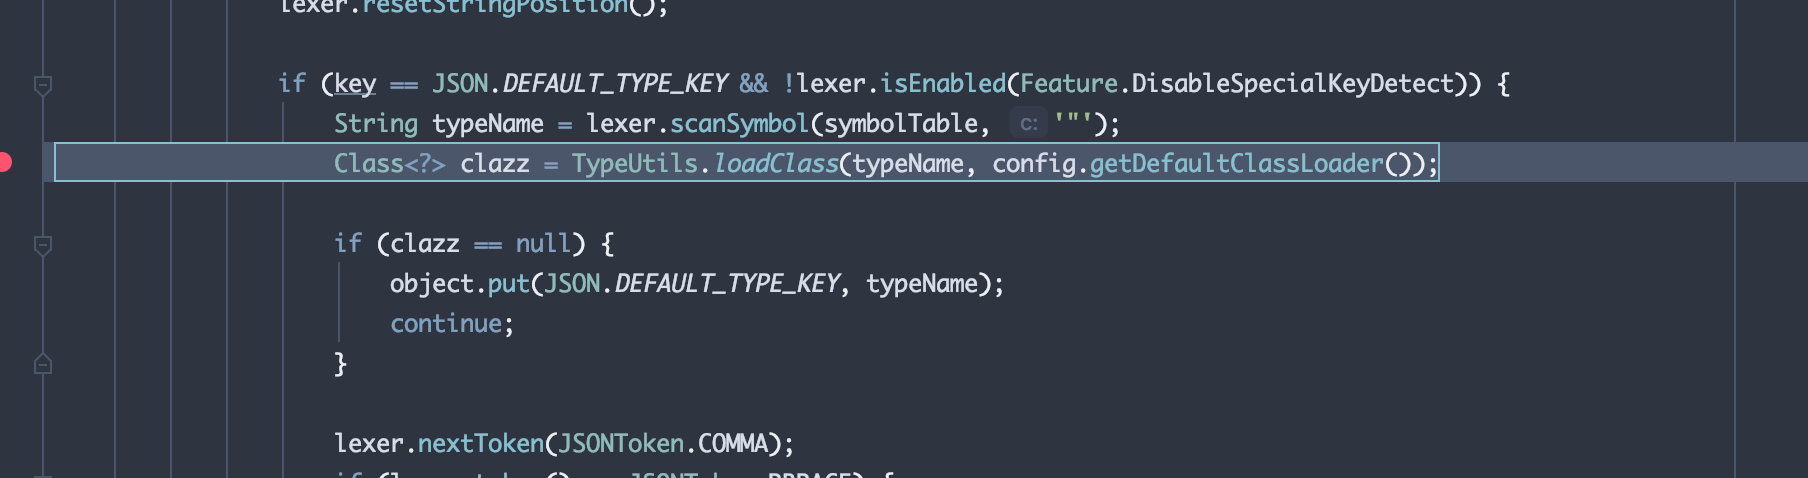 lexer.resetStringPosition();
if (key == JSON.DEFAULT_TYPE_KEY && !lexer.isEnabled(Feature.DisableSpecialKeyDetect)) {
String typeName = lexer.scanSymbol(symbolTable, c: '"');
Class<?> clazz = TypeUtils.loadClass(typeName, config.getDefaultClassLoader());
if (clazz == null) {
object.put(JSON.DEFAULT_TYPE_KEY, typeName);
continue;
}
lexer.nextToken(JSONToken.COMMA);